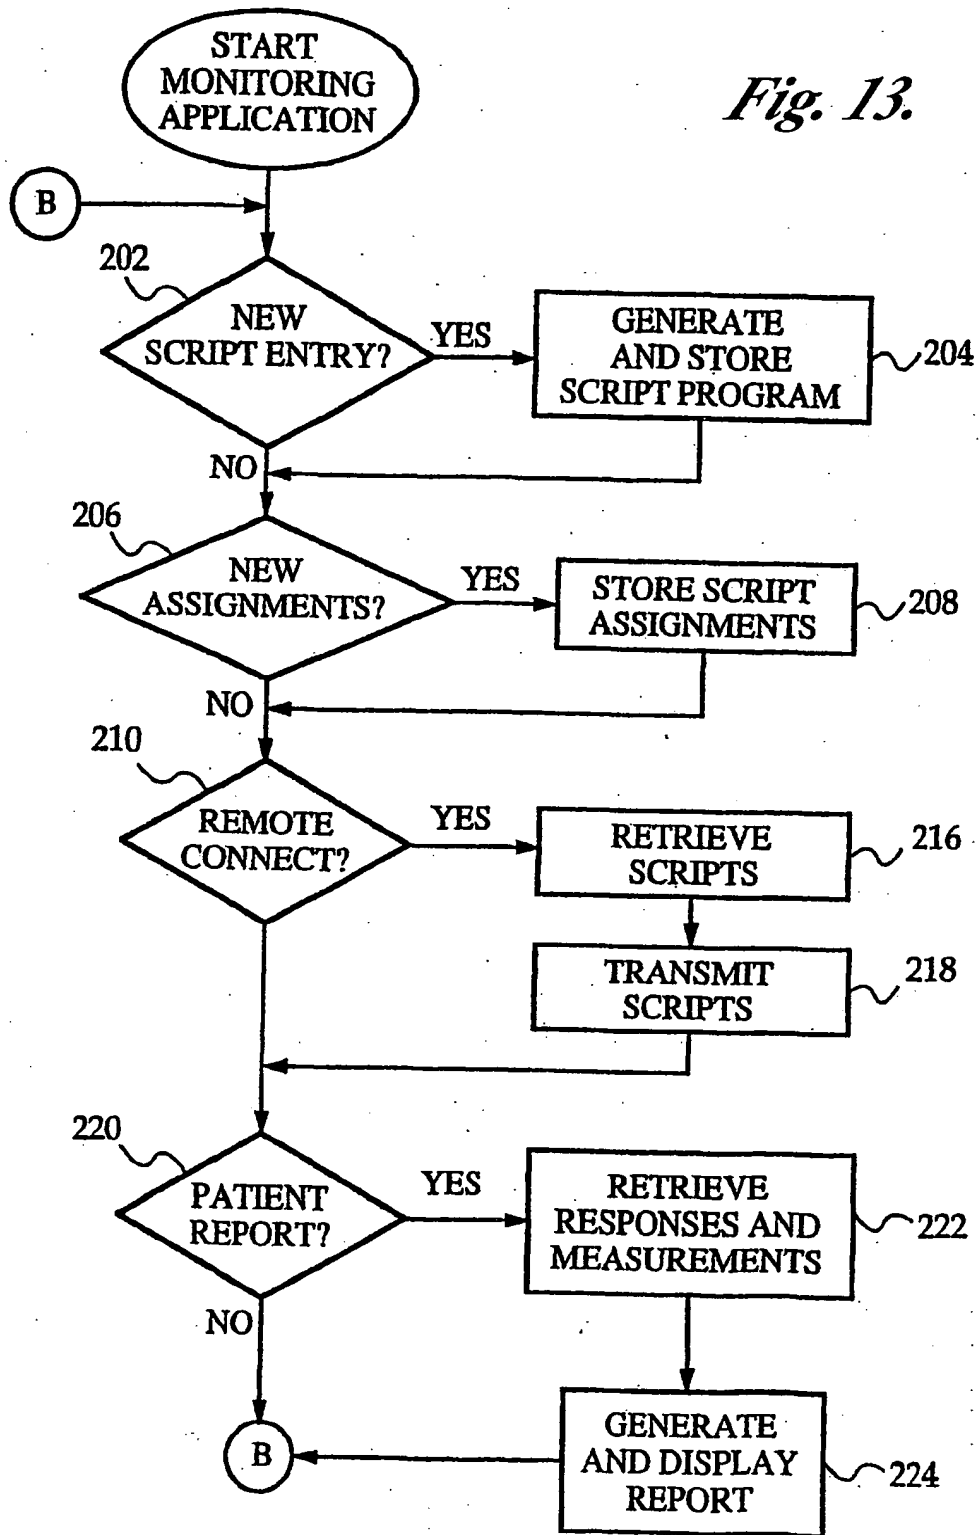 START
MONITORING
APPLICATION
Fig. 13.
B
202
NEW
SCRIPT ENTRY?
YES
GENERATE
AND STORE
SCRIPT PROGRAM
204
NO
206
NEW
ASSIGNMENTS?
YES
STORE SCRIPT
ASSIGNMENTS
208
NO
210
REMOTE
CONNECT?
YES
RETRIEVE
SCRIPTS
216
TRANSMIT
SCRIPTS
218
220
PATIENT
REPORT?
YES
RETRIEVE
RESPONSES AND
MEASUREMENTS
222
NO
B
GENERATE
AND DISPLAY
REPORT
224